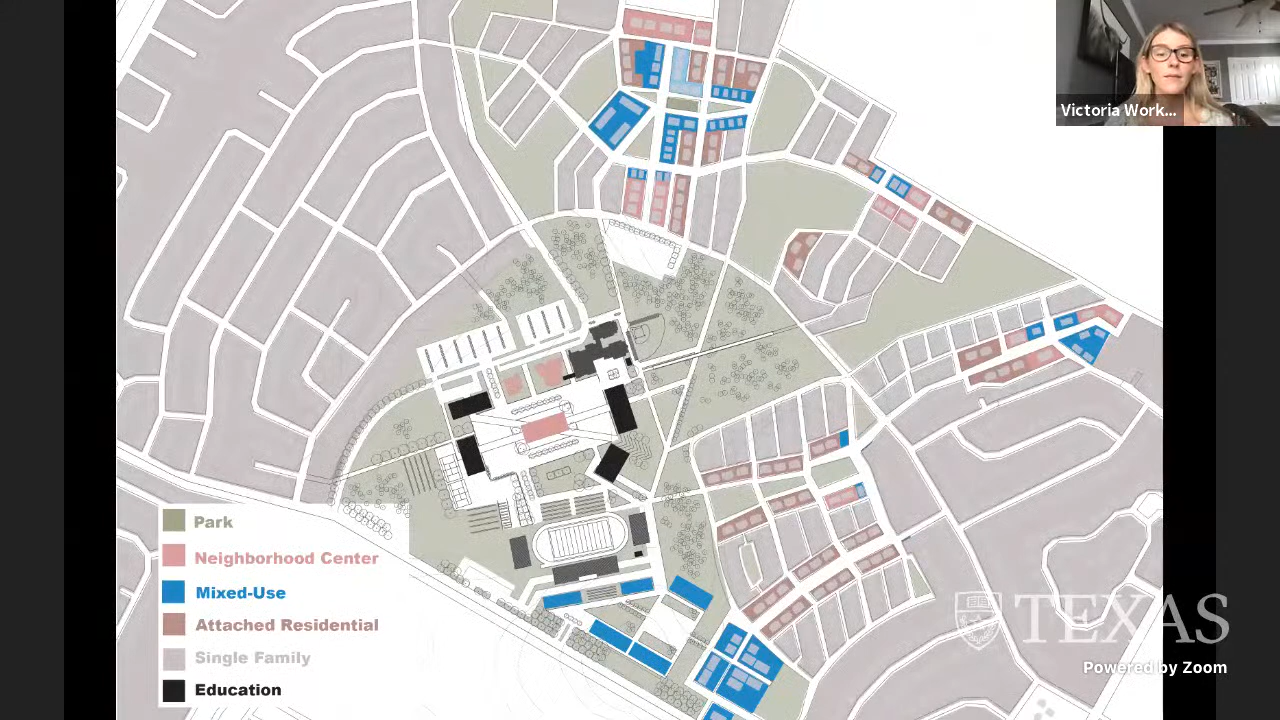 Victoria Work...
Park
Neighborhood Center
Mixed-Use
Attached Residential
Single Family
Education
TEXAS
Powered by Zoom